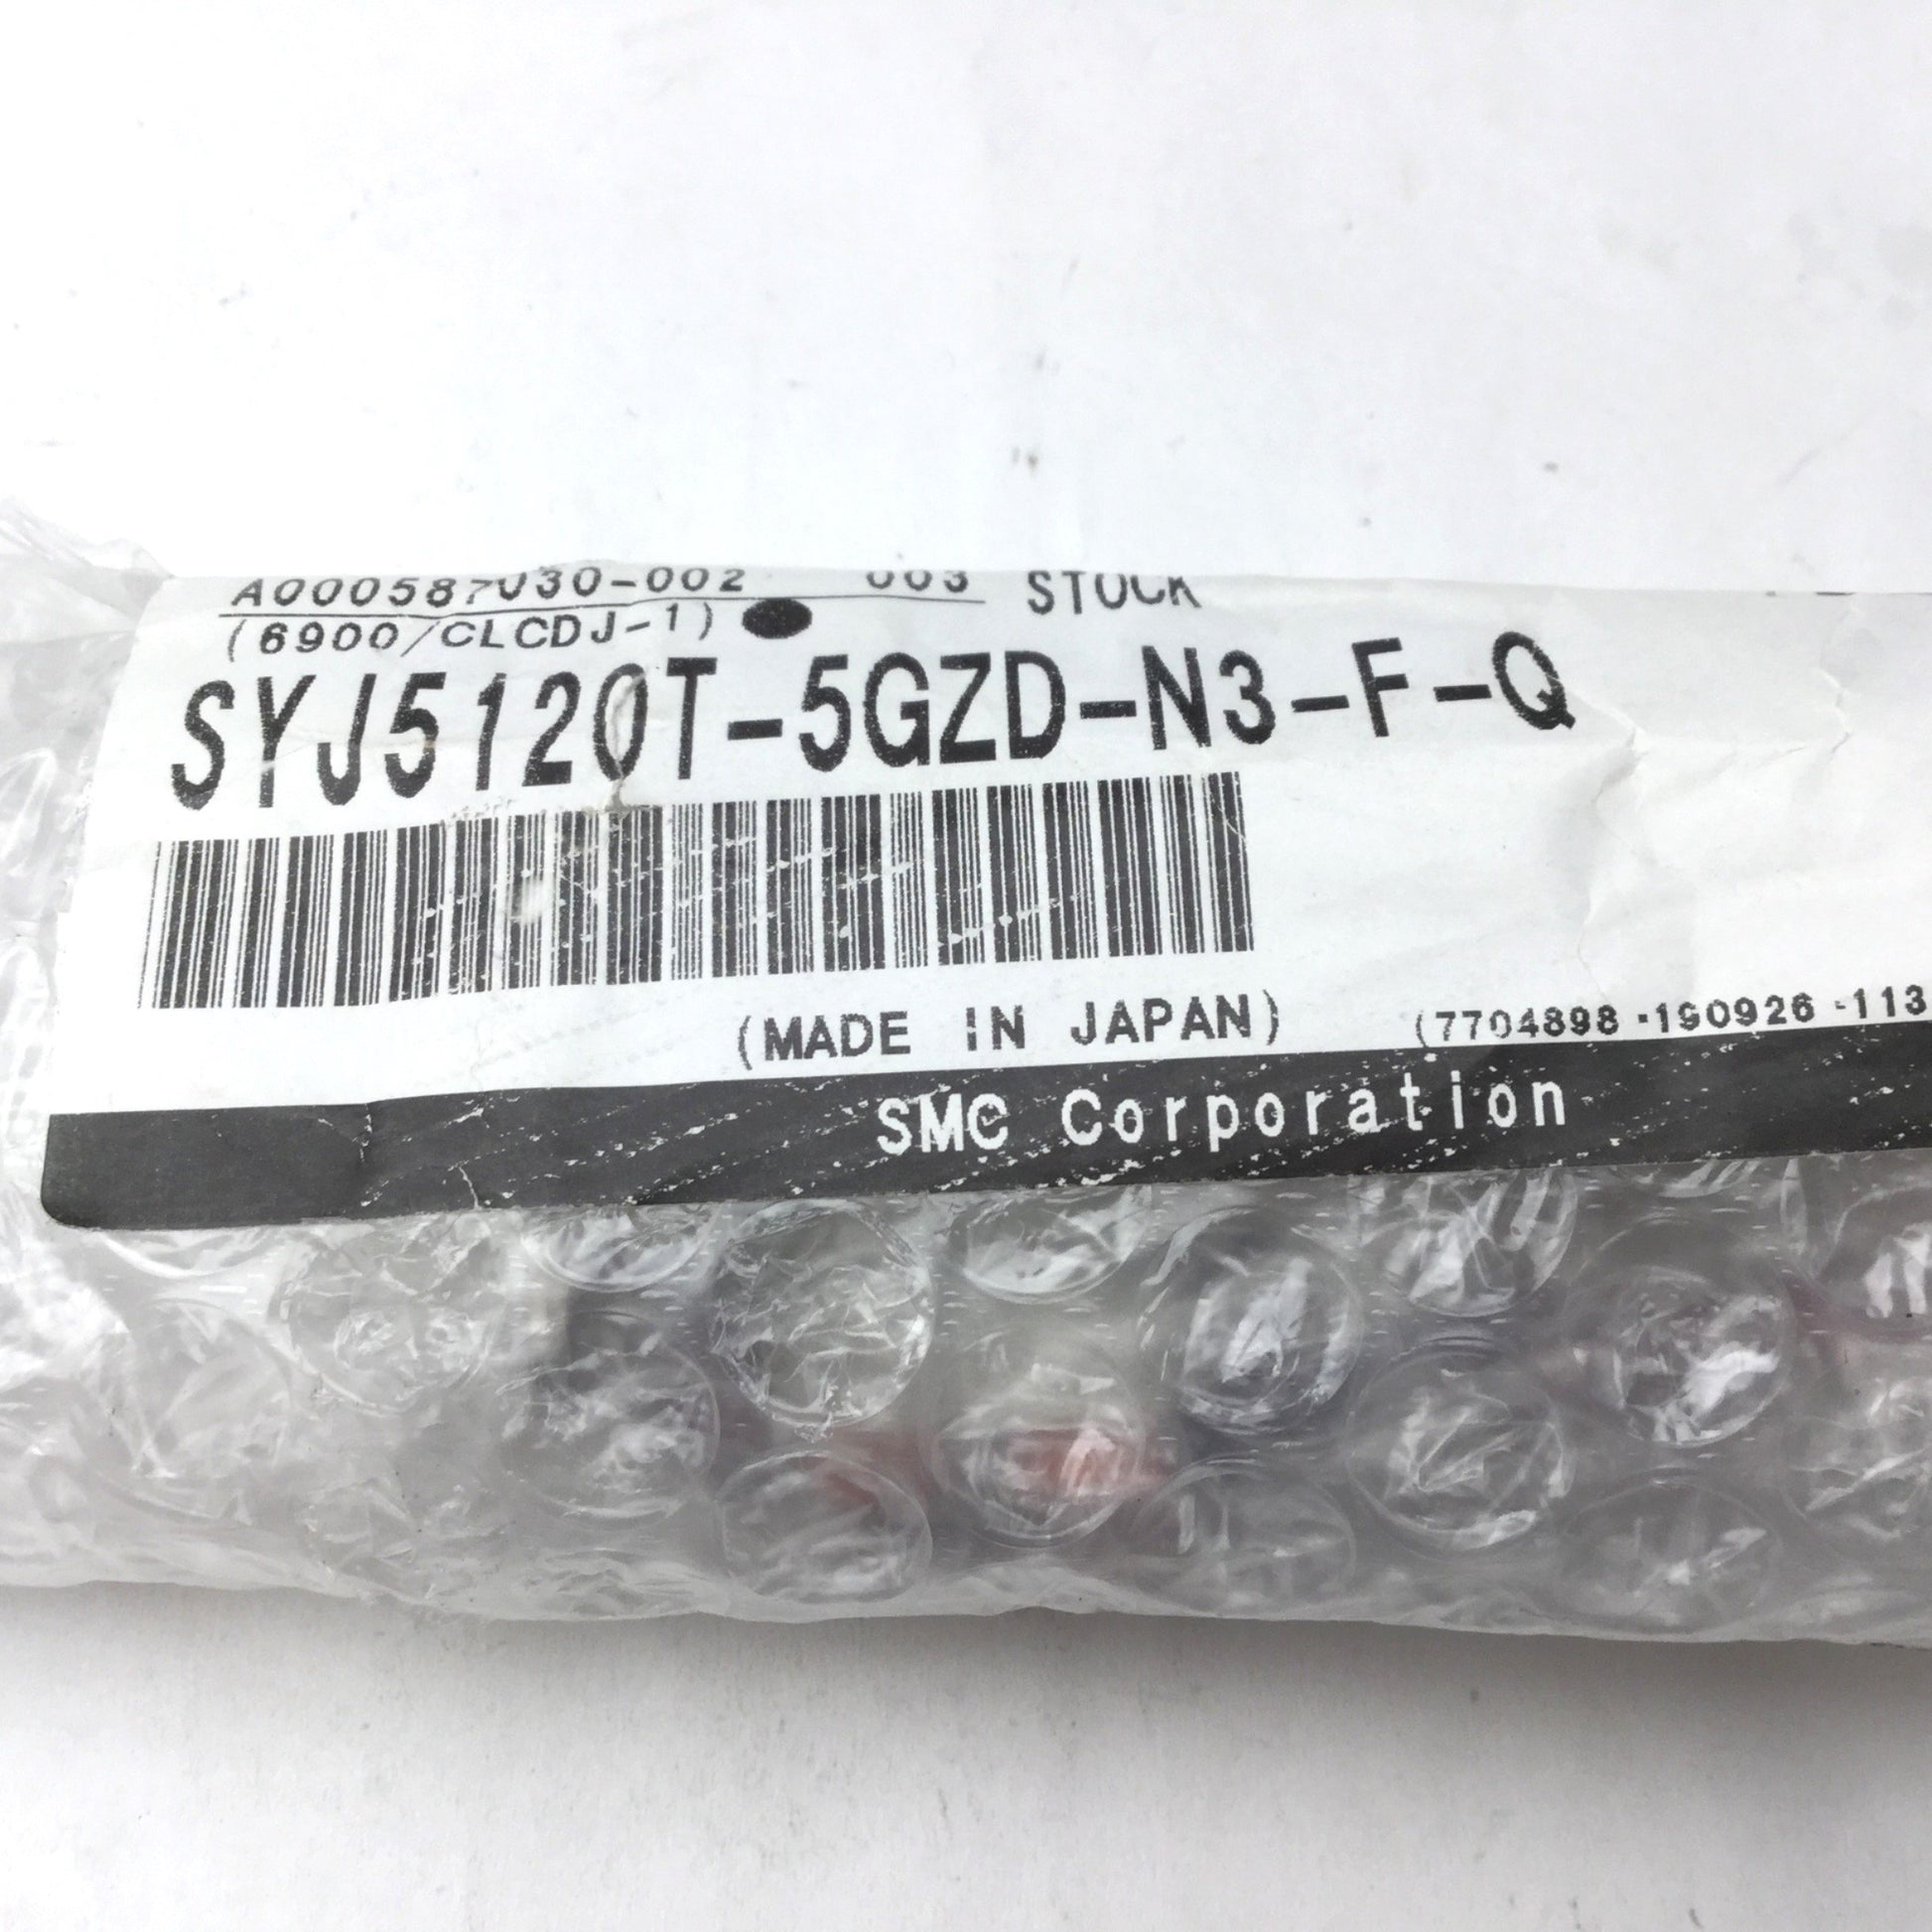 A000587030-002 003 STOCK
(6900/CLCDJ-1)
SYJ5120T-5GZD-N3-F-Q
(MADE IN JAPAN) (7704898-190926-113
SMC Corporation